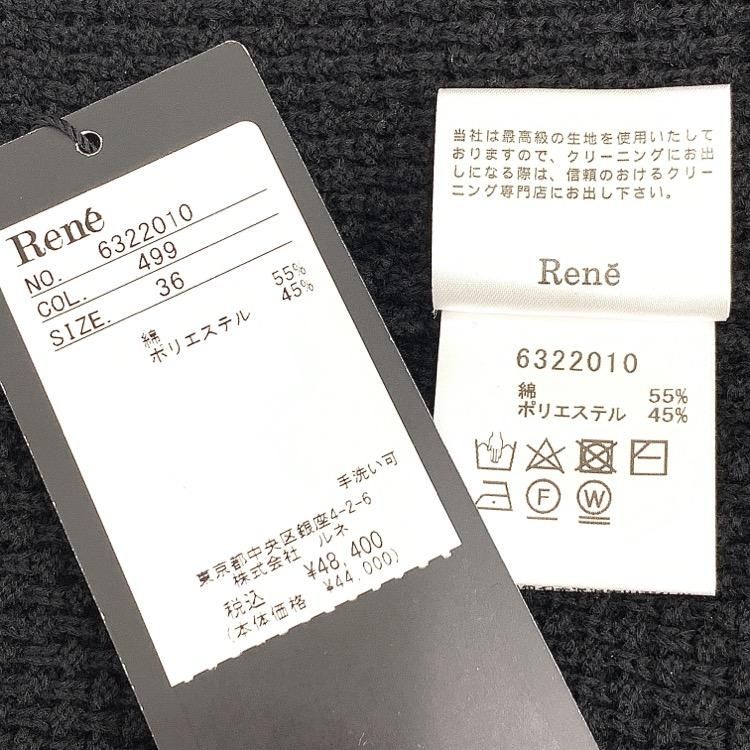 René
NO. 6322010
COL. 499
SIZE. 36
綿 55%
ポリエステル 45%
手洗い可
東京都中央区銀座4-2-6
株式会社 ルネ
税込 ¥48,400
(本体価格 ¥44,000)
当社は最高級の生地を使用いたして
おりますので、クリーニングにお出
しになる際は、信頼のおけるクリー
ニング専門店にお出し下さい。
René
6322010
綿 55%
ポリエステル 45%
F W